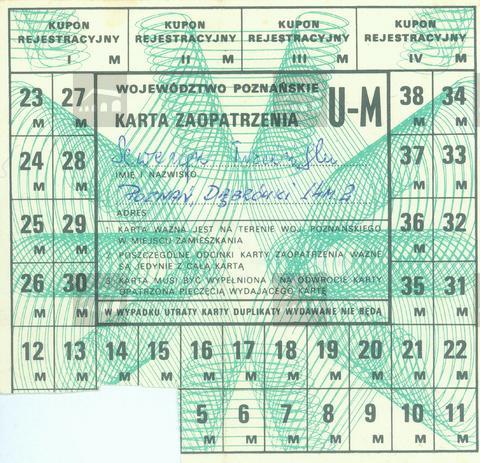 KUPON REJESTRACYJNY I M
KUPON REJESTRACYJNY II M
KUPON REJESTRACYJNY III M
KUPON REJESTRACYJNY IV M
23 M 27 M
WOJEWÓDZTWO POZNAŃSKIE
KARTA ZAOPATRZENIA
U-M
38 M 34 M
24 M 28 M
IMIĘ I NAZWISKO
37 M 33 M
POZNAŃ, DĄBRÓWKI
ADRES
25 M 29 M
1 KARTA WAŻNA JEST NA TERENIE WOJ. POZNAŃSKIEGO
W MIEJSCU ZAMIESZKANIA
2 POSZCZEGÓLNE ODCINKI KARTY ZAOPATRZENIA WAŻNE
SĄ JEDYNIE Z CAŁĄ KARTĄ
36 M 32 M
26 M 30 M
3 KARTA MUSI BYĆ WYPEŁNIONA I NA ODWROCIE KARTY
OPATRZONA PIECZĘCIĄ WYDAJĄCEGO KARTĘ
35 M 31 M
W WYPADKU UTRATY KARTY DUPLIKATY WYDAWANE NIE BĘDĄ
12 M 13 M 14 M 15 M 16 M 17 M 18 M 19 M 20 M 21 M 22 M
5 M 6 M 7 M 8 M 9 M 10 M 11 M